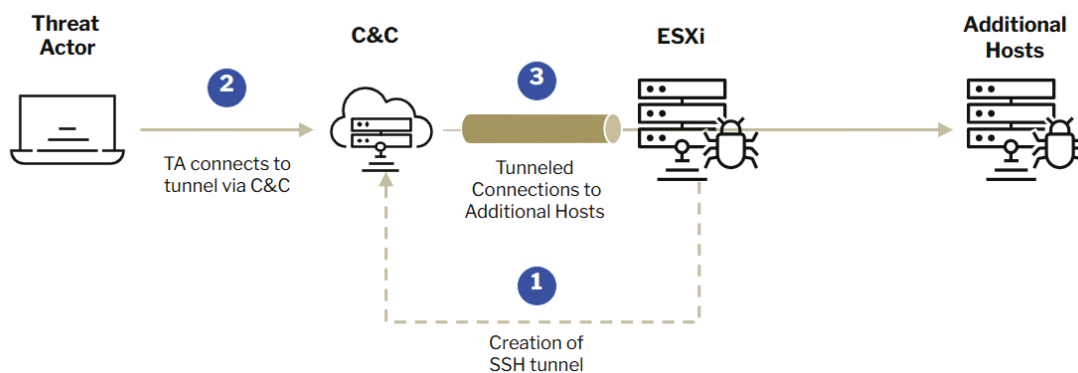 Threat
Actor
C&C
ESXi
Additional
Hosts
2
3
TA connects to
tunnel via C&C
Tunneled
Connections to
Additional Hosts
1
Creation of
SSH tunnel